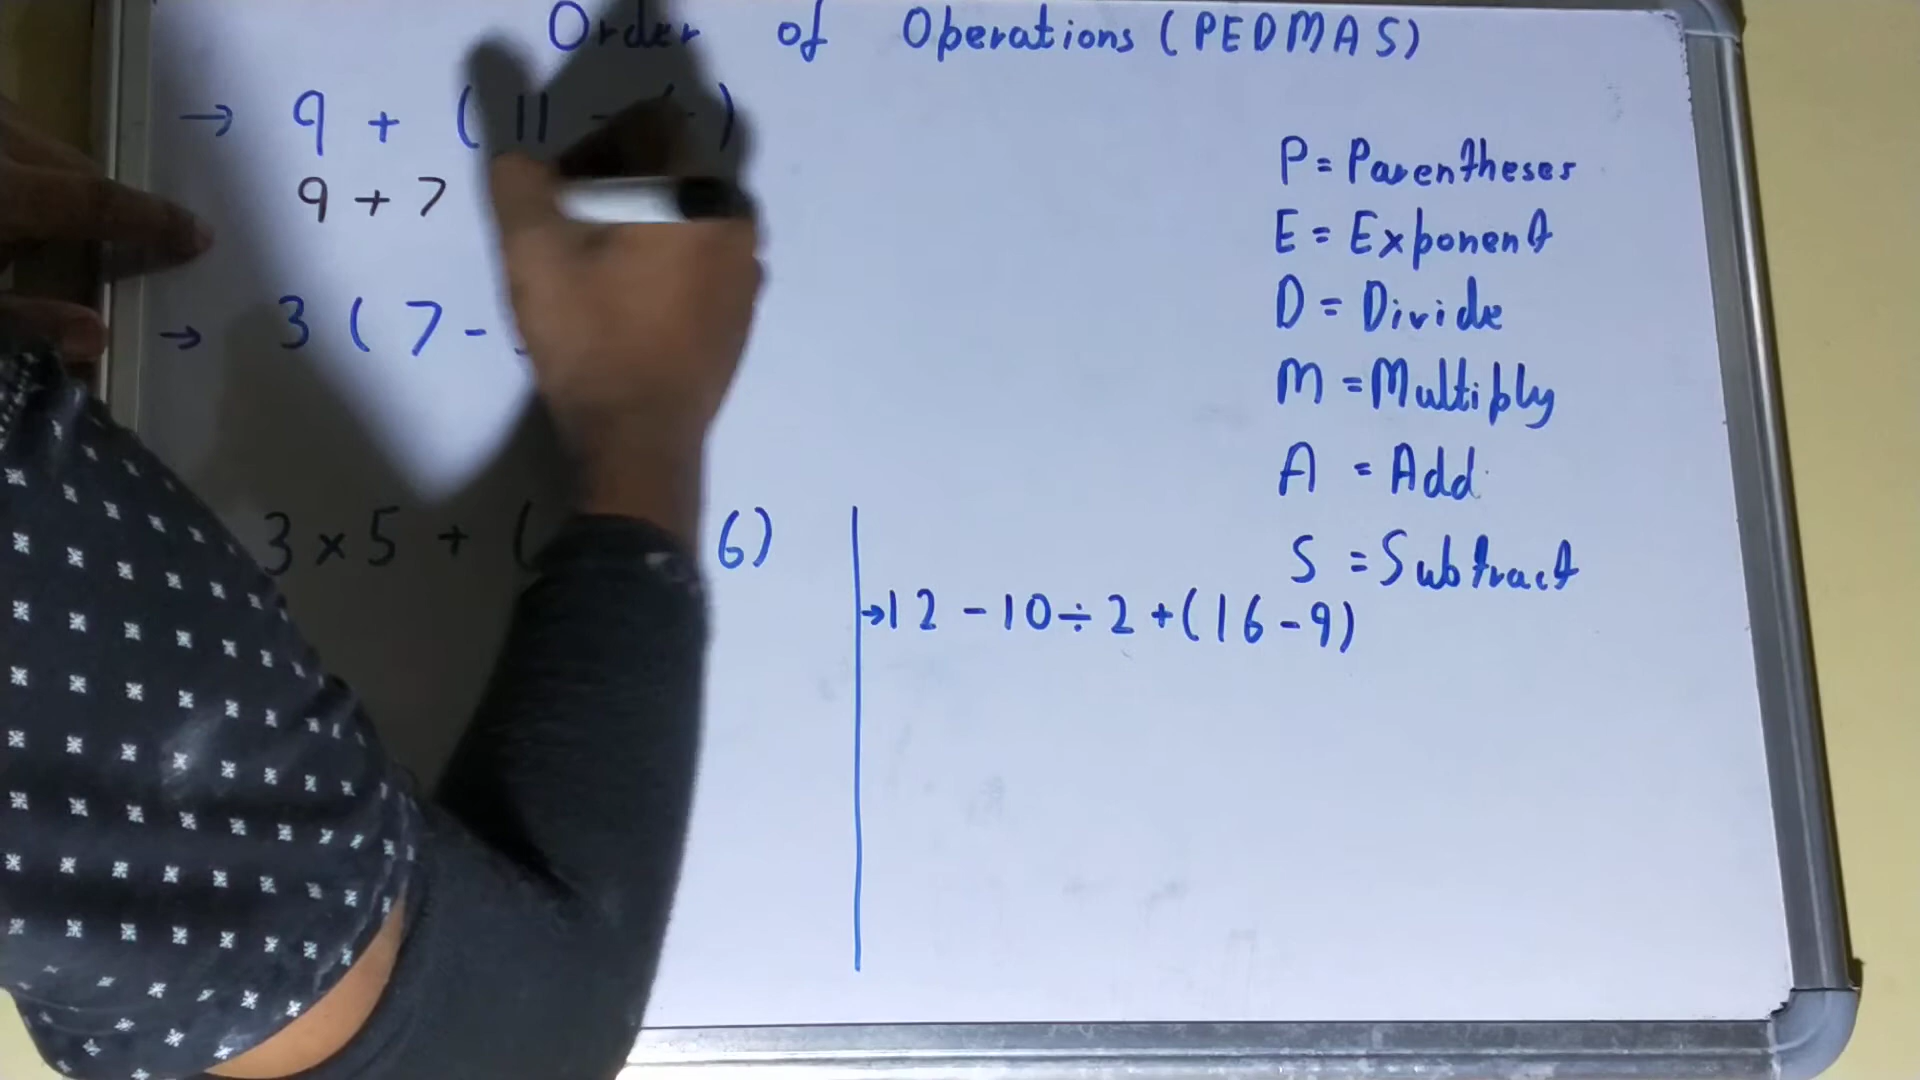 Order of Operations (PEDMAS)
→ 9 + ( 11 - )
9 + 7
→ 3 ( 7 -
3 × 5 + ( 6)
P = Parentheses
E = Exponent
D = Divide
M = Multiply
A = Add
S = Subtract
→ 12 - 10 ÷ 2 + (16 - 9)